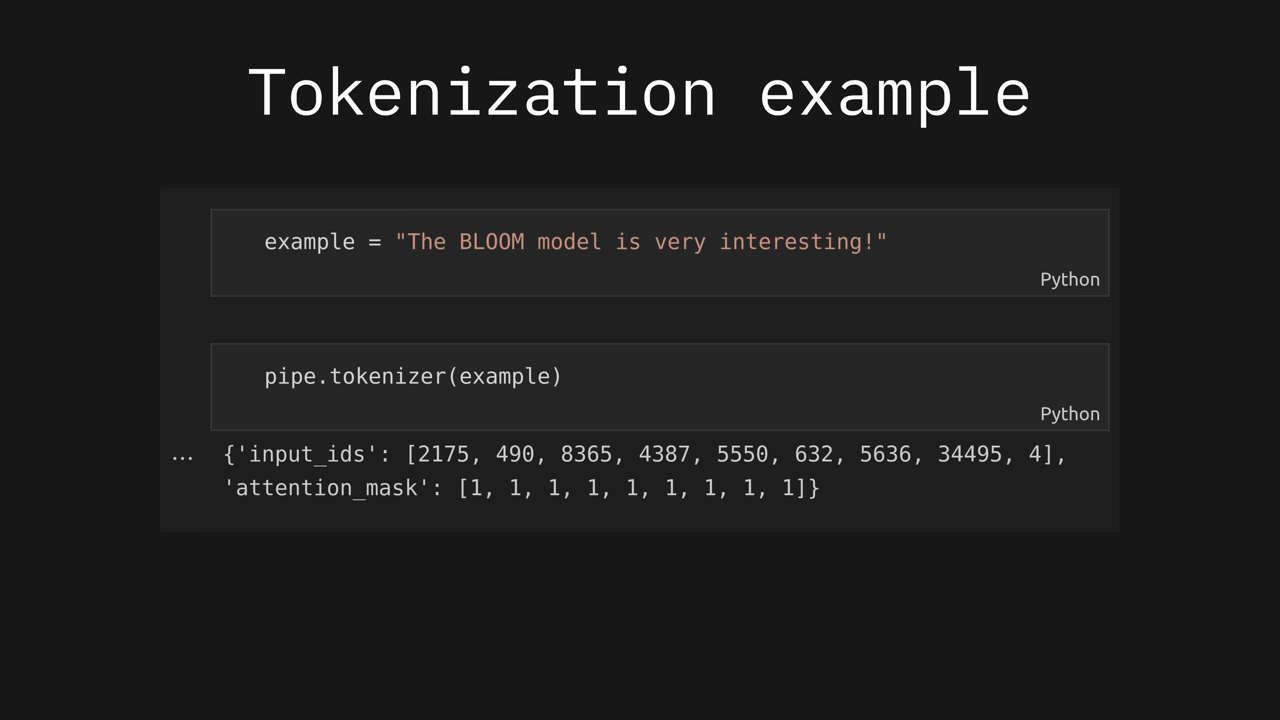 Tokenization example
example = "The BLOOM model is very interesting!"
Python
pipe.tokenizer(example)
Python
... {'input_ids': [2175, 490, 8365, 4387, 5550, 632, 5636, 34495, 4],
'attention_mask': [1, 1, 1, 1, 1, 1, 1, 1, 1]}